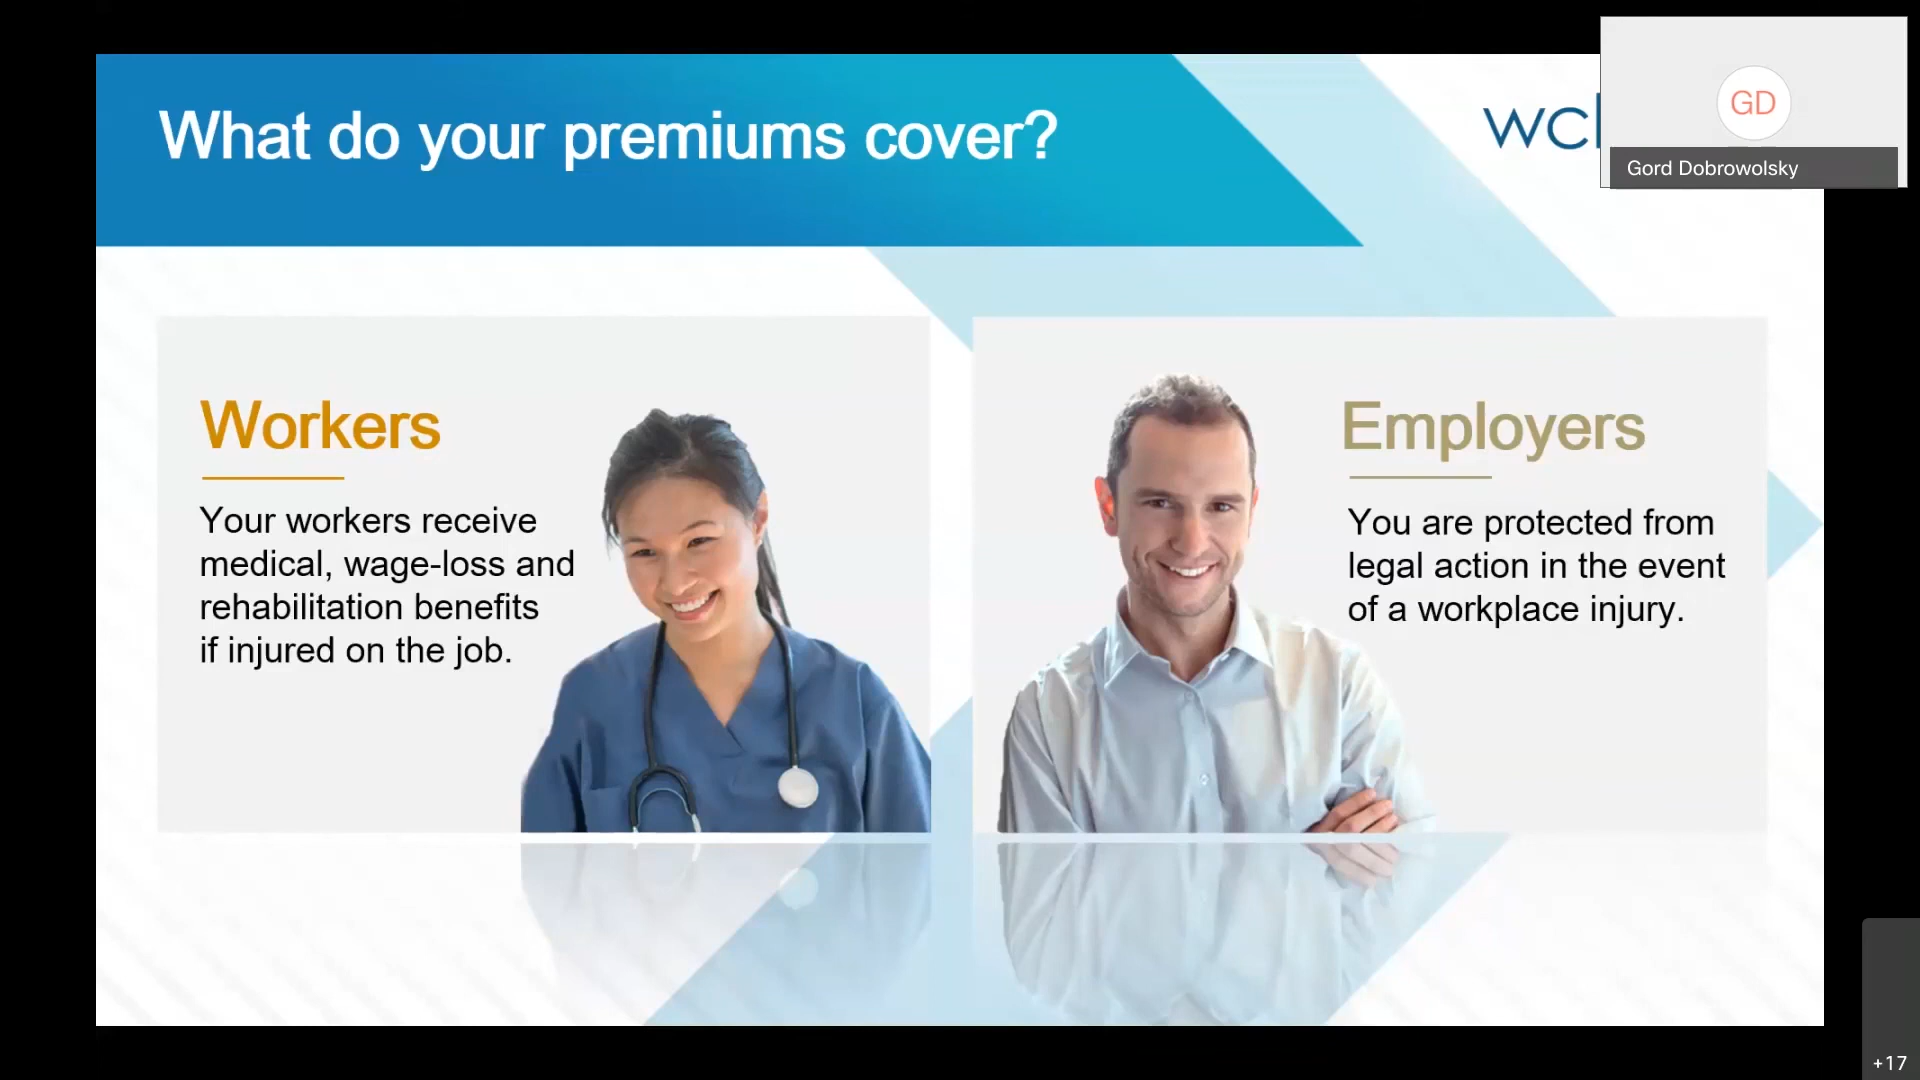 What do your premiums cover?
GD
Gord Dobrowolsky
Workers
Your workers receive
medical, wage-loss and
rehabilitation benefits
if injured on the job.
Employers
You are protected from
legal action in the event
of a workplace injury.
+17